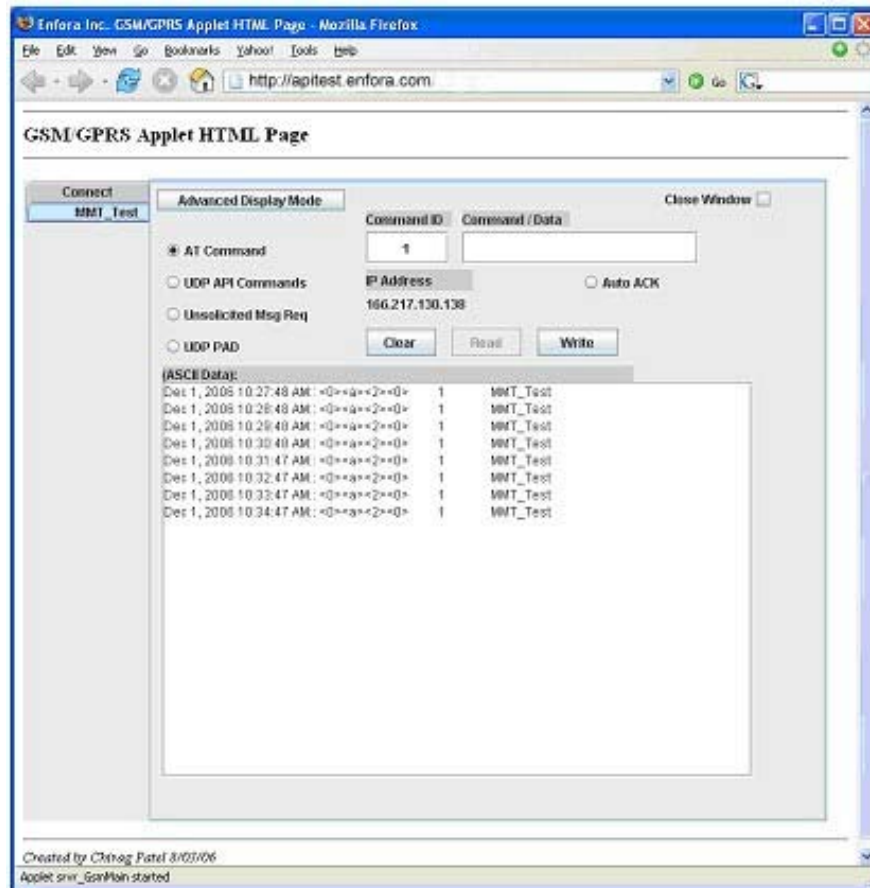 Enfora Inc. GSM/GPRS Applet HTML Page - Mozilla Firefox
File Edit View Go Bookmarks Yahoo! Tools Help
http://apitest.enfora.com Go
GSM/GPRS Applet HTML Page
Connect
MMT_Test
Advanced Display Mode
Close Window
Command ID Command / Data
AT Command
1
UDP API Commands
IP Address
Auto ACK
166.217.130.138
Unsolicited Msg Req
UDP PAD
Clear Read Write
(ASCII Data):
Dec 1, 2006 10:27:48 AM : <0><a><2><0> 1 MMT_Test
Dec 1, 2006 10:28:48 AM : <0><a><2><0> 1 MMT_Test
Dec 1, 2006 10:29:48 AM : <0><a><2><0> 1 MMT_Test
Dec 1, 2006 10:30:48 AM : <0><a><2><0> 1 MMT_Test
Dec 1, 2006 10:31:47 AM : <0><a><2><0> 1 MMT_Test
Dec 1, 2006 10:32:47 AM : <0><a><2><0> 1 MMT_Test
Dec 1, 2006 10:33:47 AM : <0><a><2><0> 1 MMT_Test
Dec 1, 2006 10:34:47 AM : <0><a><2><0> 1 MMT_Test
Created by Chirag Patel 8/03/06
Applet srvr_GsmMain started